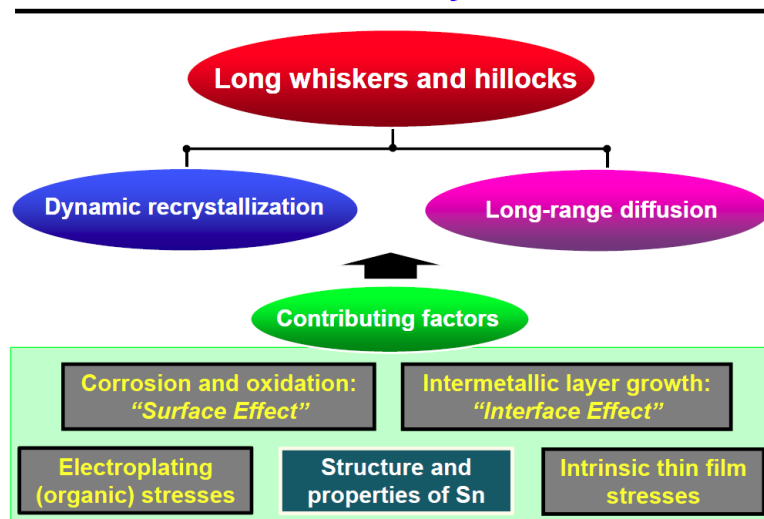 Long whiskers and hillocks
Dynamic recrystallization
Long-range diffusion
Contributing factors
Corrosion and oxidation:
“Surface Effect”
Intermetallic layer growth:
“Interface Effect”
Electroplating
(organic) stresses
Structure and
properties of Sn
Intrinsic thin film
stresses